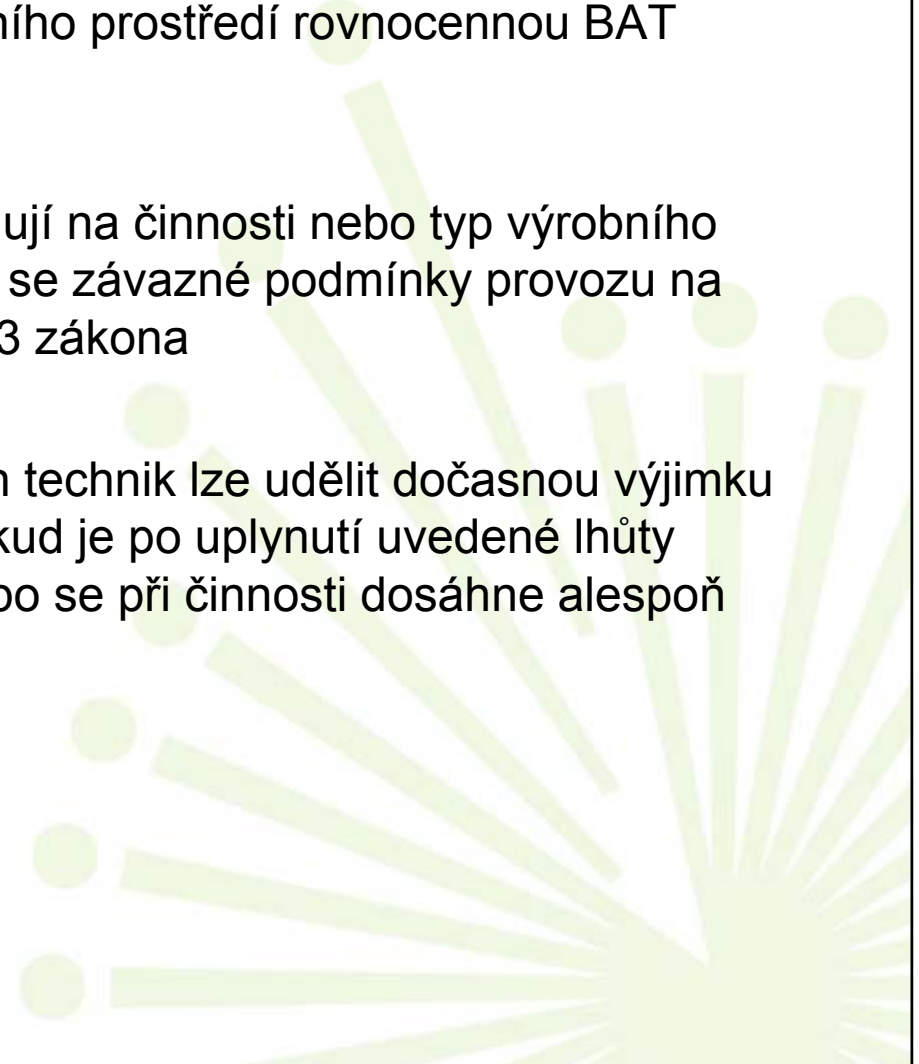 ního prostředí rovnocennou BAT
ují na činnosti nebo typ výrobního
se závazné podmínky provozu na
3 zákona
technik lze udělit dočasnou výjimku
kud je po uplynutí uvedené lhůty
bo se při činnosti dosáhne alespoň